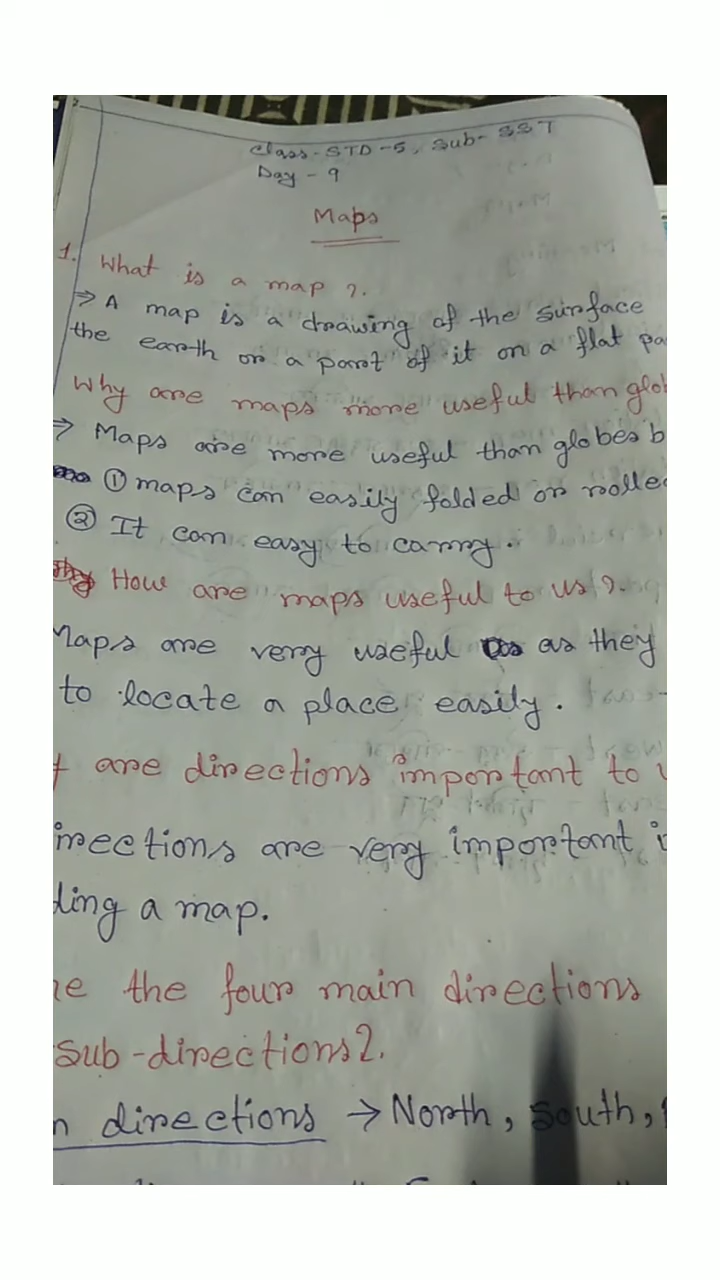 Class-STD-5, Sub-SST
Day - 9
Maps
1. What is a map ?.
⇒ A map is a drawing of the surface
the earth or a part of it on a flat pa
Why are maps more useful than glob
⇒ Maps are more useful than globes b
① maps can easily folded or rolled
② It can easy to carry.
How are maps useful to us ?.
Maps are very useful as they
to locate a place easily.
t are directions important to u
irections are very important i
ding a map.
ne the four main directions
sub-directions?.
n directions → North, South,